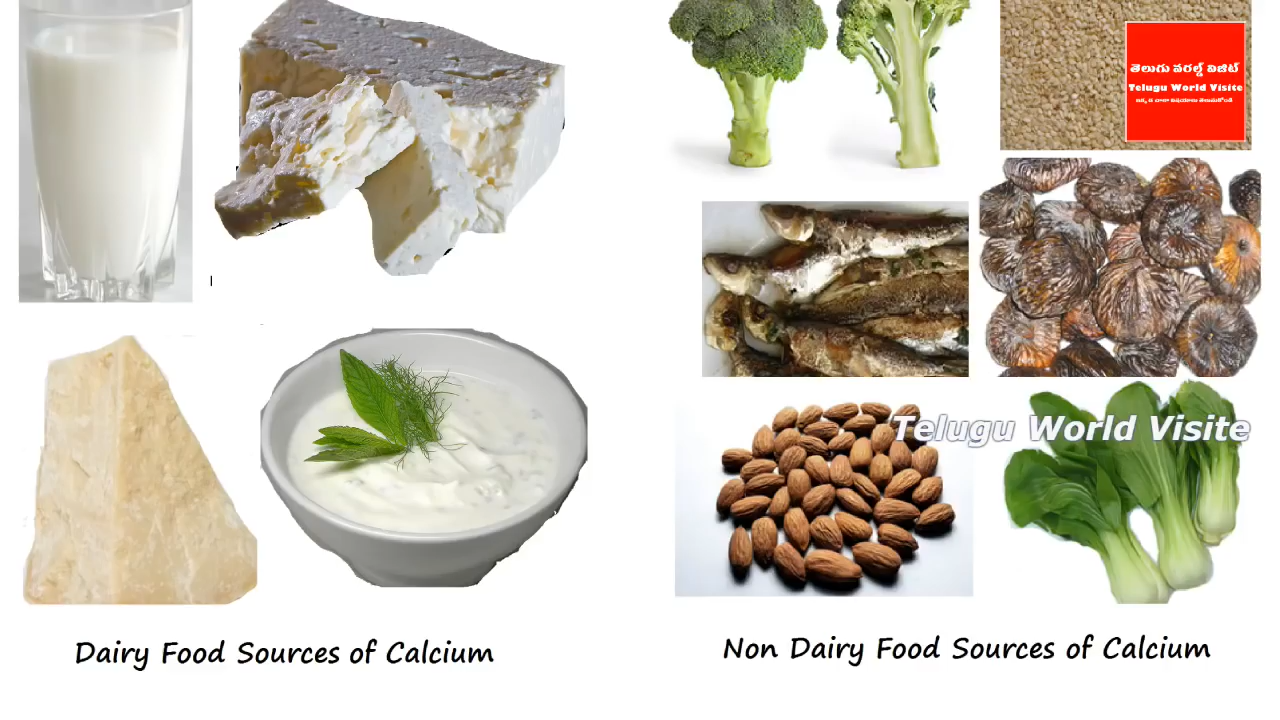 తెలుగు వరల్డ్ విజిట్
Telugu World Visite
Telugu World Visite
Dairy Food Sources of Calcium
Non Dairy Food Sources of Calcium